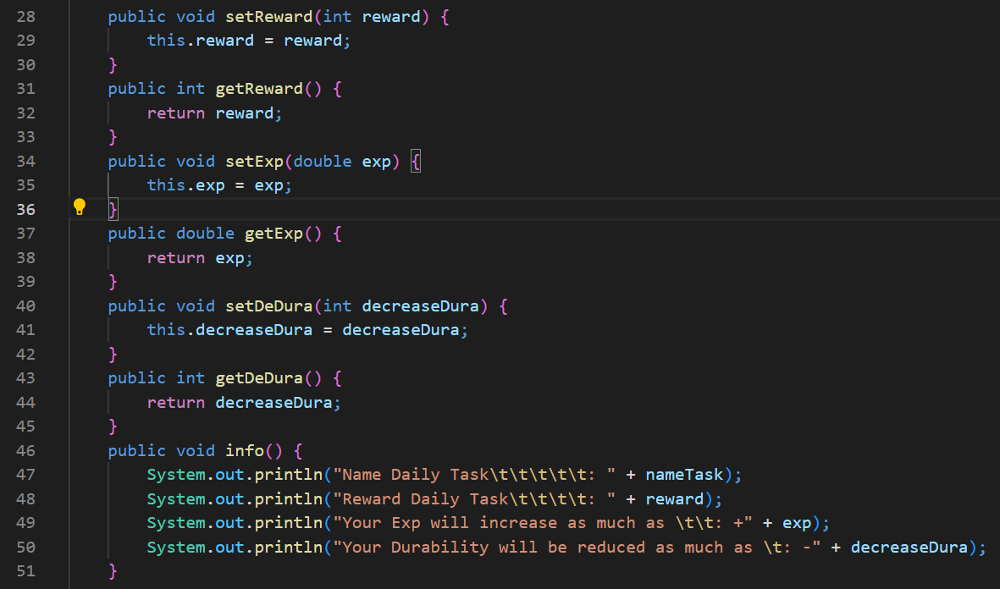 28 public void setReward(int reward) {
29 this.reward = reward;
30 }
31 public int getReward() {
32 return reward;
33 }
34 public void setExp(double exp) {
35 this.exp = exp;
36 }
37 public double getExp() {
38 return exp;
39 }
40 public void setDeDura(int decreaseDura) {
41 this.decreaseDura = decreaseDura;
42 }
43 public int getDeDura() {
44 return decreaseDura;
45 }
46 public void info() {
47 System.out.println("Name Daily Task\t\t\t\t\t: " + nameTask);
48 System.out.println("Reward Daily Task\t\t\t\t: " + reward);
49 System.out.println("Your Exp will increase as much as \t\t: +" + exp);
50 System.out.println("Your Durability will be reduced as much as \t: -" + decreaseDura);
51 }